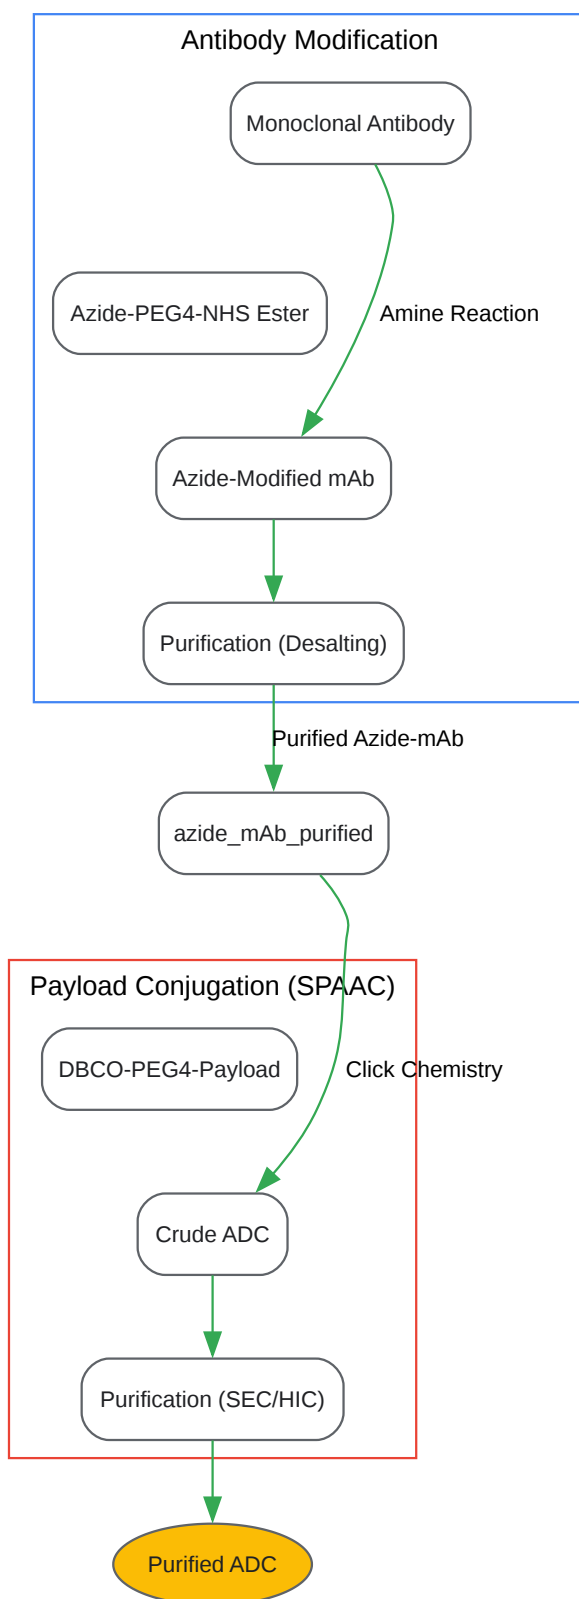 Antibody Modification
Monoclonal Antibody
Azide-PEG4-NHS Ester
Amine Reaction
Azide-Modified mAb
Purification (Desalting)
Purified Azide-mAb
azide_mAb_purified
Payload Conjugation (SPAAC)
DBCO-PEG4-Payload
Click Chemistry
Crude ADC
Purification (SEC/HIC)
Purified ADC